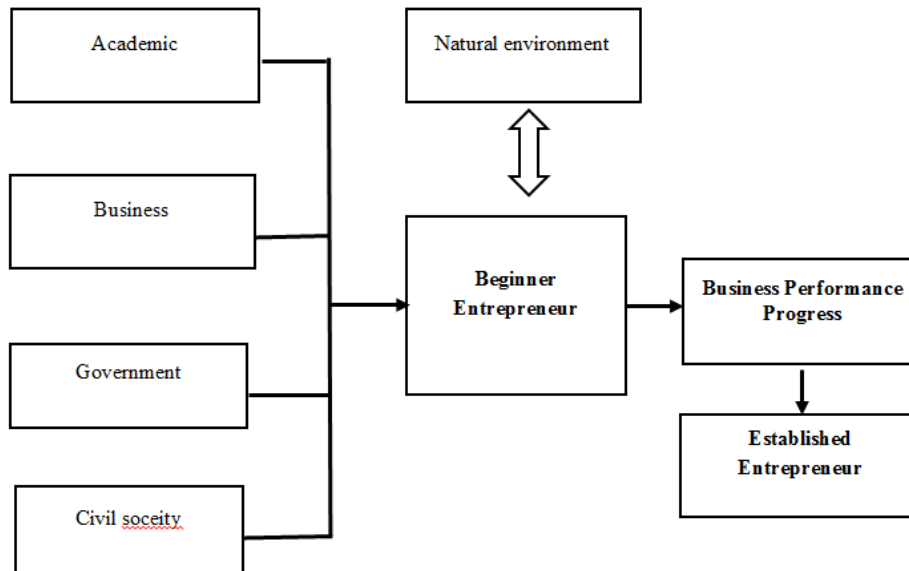 Academic
Natural environment
Business
Beginner
Entrepreneur
Business Performance
Progress
Government
Established
Entrepreneur
Civil soceity